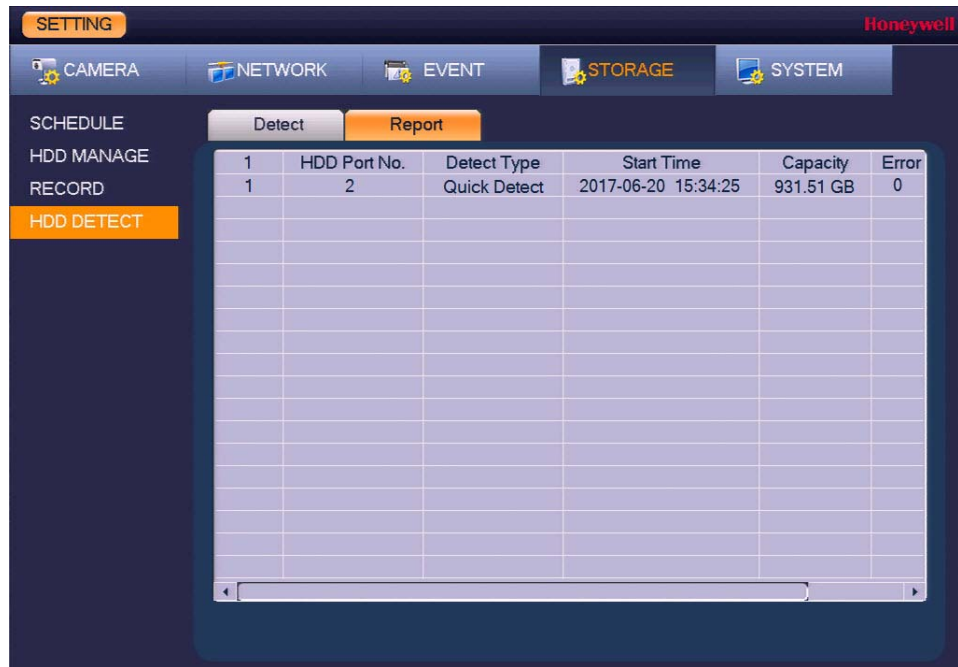 SETTING Honeywell
CAMERA NETWORK EVENT STORAGE SYSTEM
SCHEDULE
HDD MANAGE
RECORD
HDD DETECT
Detect Report
1 HDD Port No. Detect Type Start Time Capacity Error
1 2 Quick Detect 2017-06-20 15:34:25 931.51 GB 0